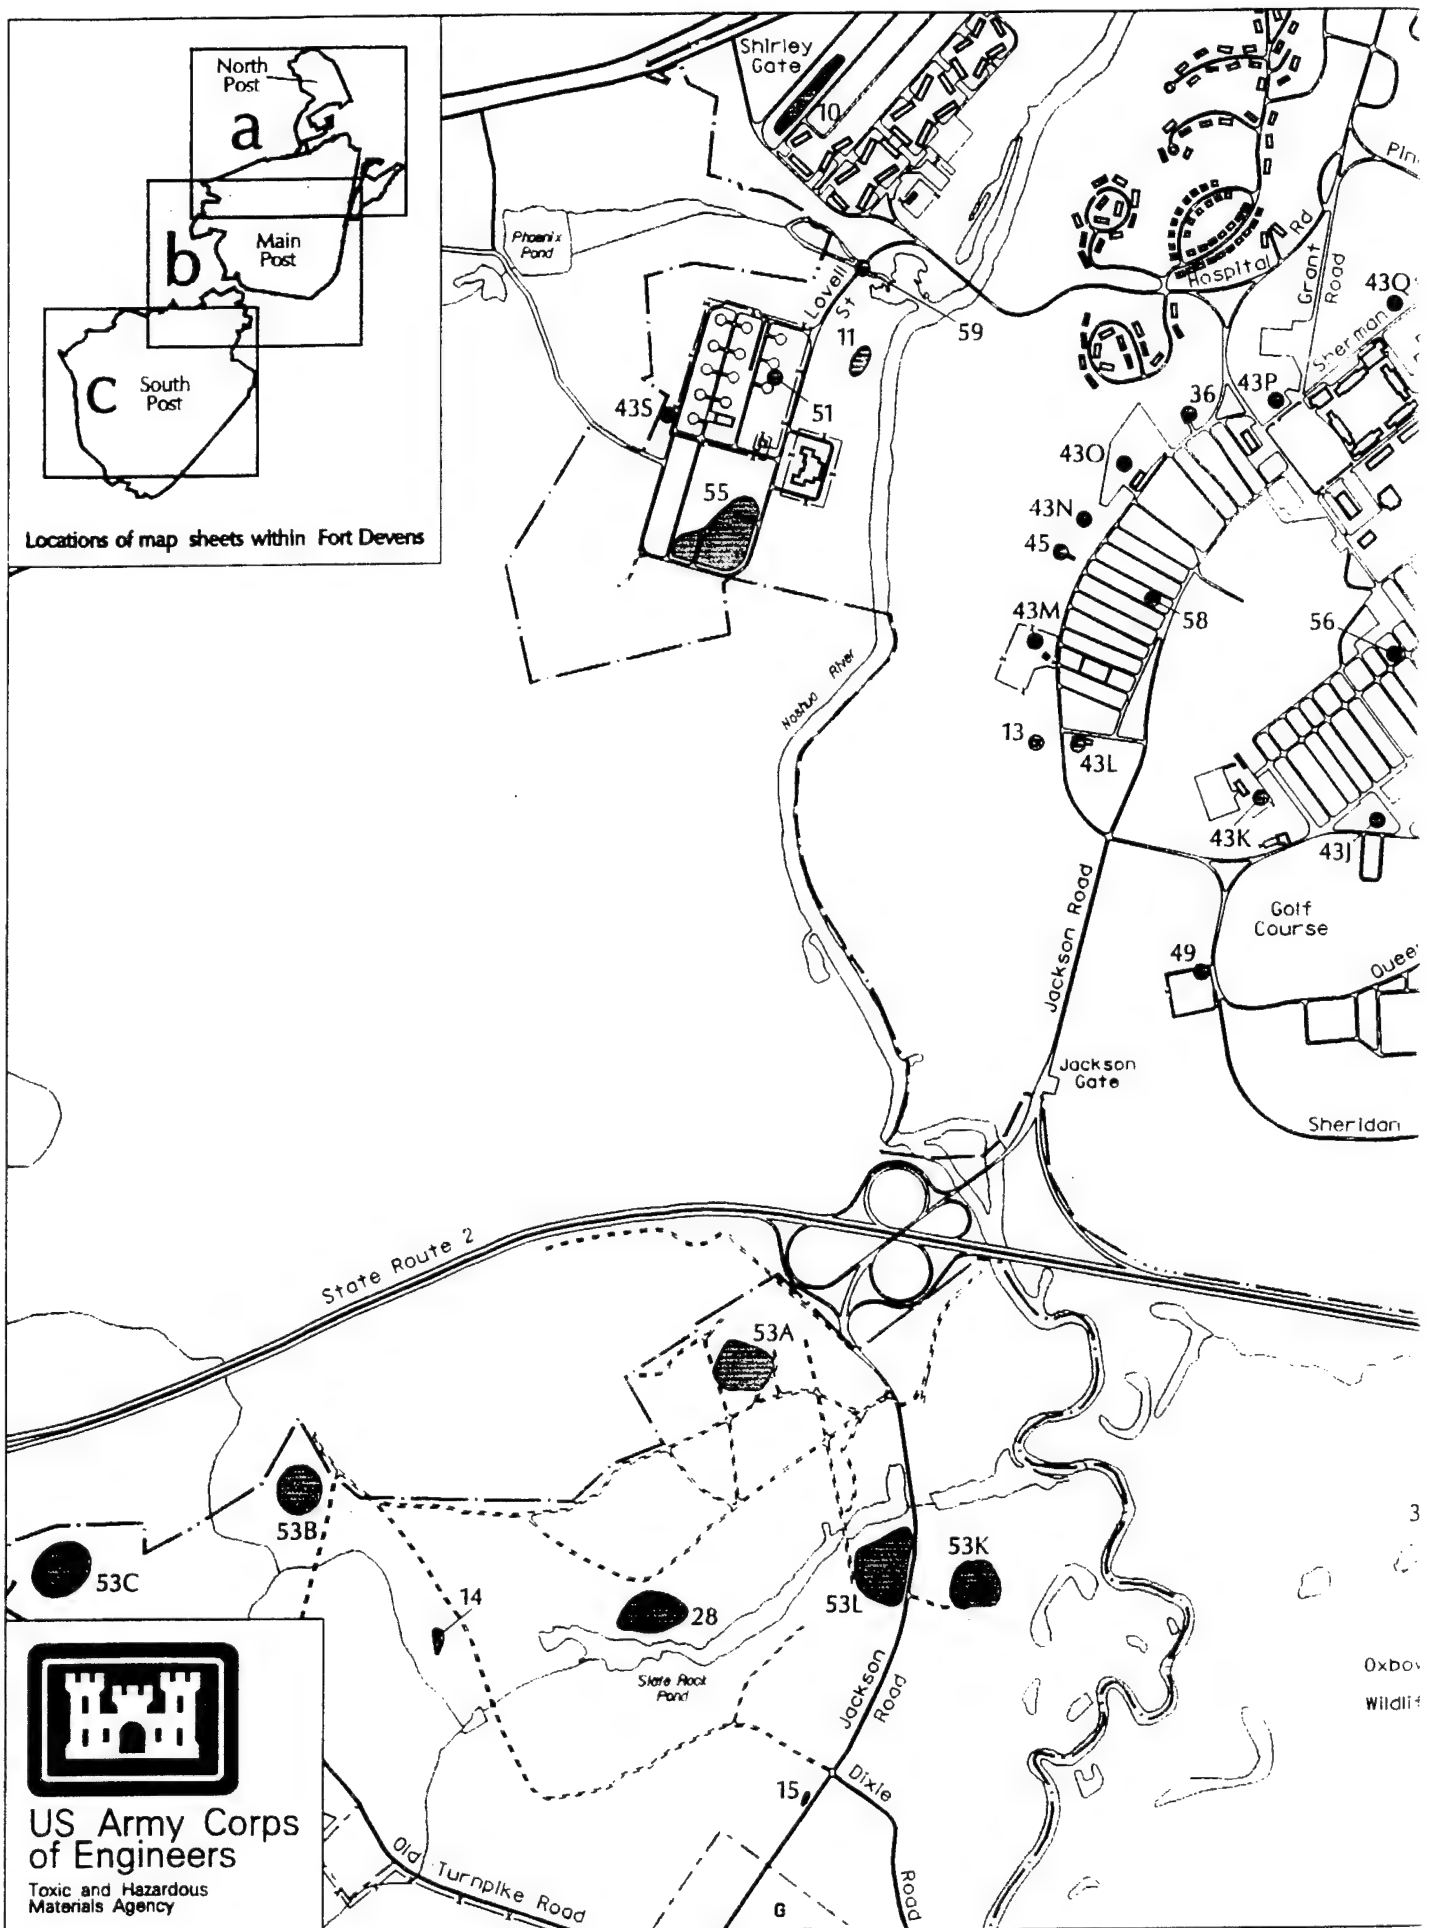 North
Post
a
b
Main
Post
c
South
Post
Locations of map sheets within Fort Devens
Shirley
Gate
10
Phoenix
Pond
Lovell
St
11
59
Hospital
Rd
Grant
Road
43Q
Sherman
43S
51
36
43P
43O
55
43N
45
43M
58
56
Nashua River
13
43L
43K
43J
Jackson Road
Golf
Course
49
Jackson
Gate
Sheridan
State Route 2
53A
53B
53C
53K
53L
14
28
Slate Rock
Pond
Jackson
Road
15
Dixie
Road
Old Turnpike Road
G
US Army Corps
of Engineers
Toxic and Hazardous
Materials Agency